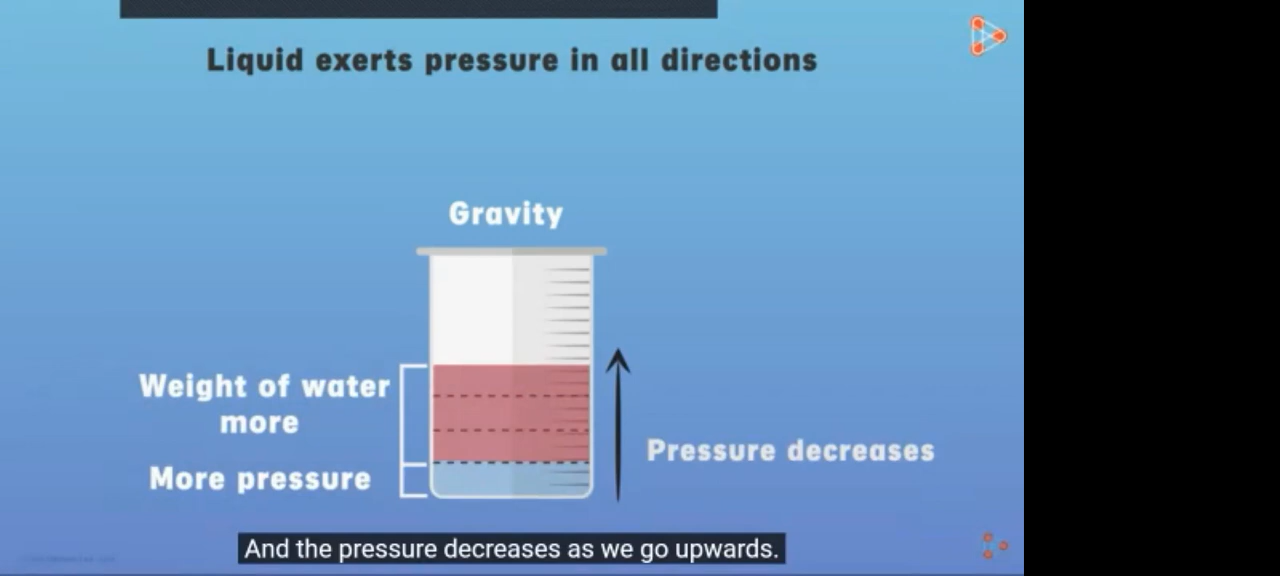 Liquid exerts pressure in all directions
Gravity
Weight of water
more
More pressure
Pressure decreases
And the pressure decreases as we go upwards.